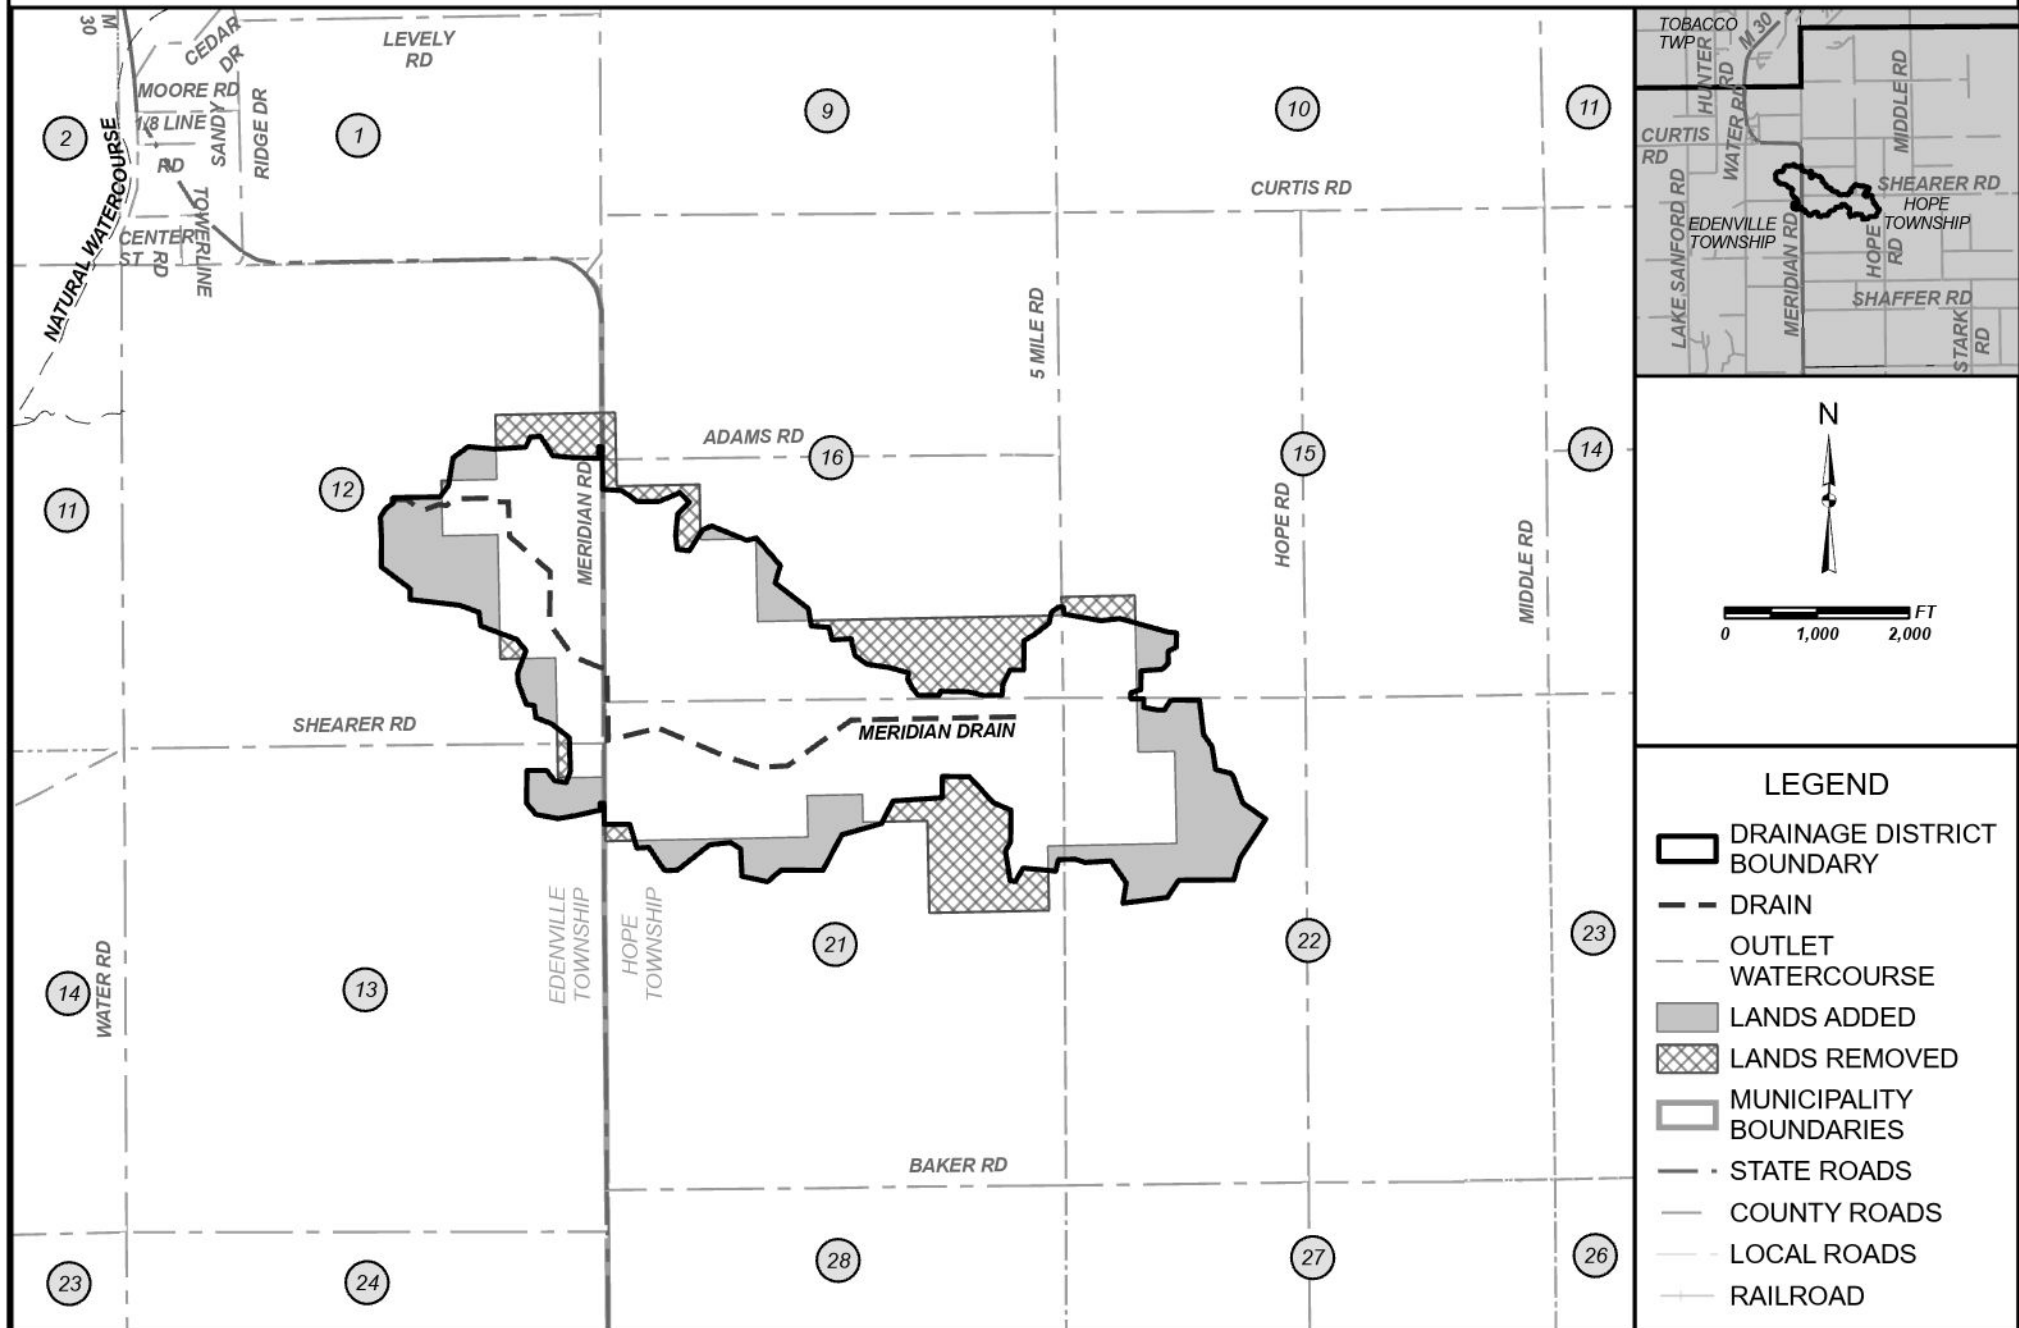 M
30
CEDAR
DR
LEVELY
RD
MOORE RD
1/8 LINE
RD
SANDY
RIDGE DR
2
1
9
10
11
NATURAL WATERCOURSE
TOWERLINE
RD
CENTER
ST
CURTIS RD
5 MILE RD
ADAMS RD
16
15
14
12
11
MERIDIAN RD
HOPE RD
MIDDLE RD
SHEARER RD
MERIDIAN DRAIN
EDENVILLE
TOWNSHIP
HOPE
TOWNSHIP
21
22
23
14
WATER RD
13
BAKER RD
23
24
28
27
26
TOBACCO
TWP
M 30
HUNTER
RD
WATER RD
MIDDLE RD
CURTIS
RD
LAKE SANFORD RD
SHEARER RD
HOPE
TOWNSHIP
EDENVILLE
TOWNSHIP
MERIDIAN RD
HOPE
RD
SHAFFER RD
STARK
RD
N
FT
0 1,000 2,000
LEGEND
DRAINAGE DISTRICT
BOUNDARY
DRAIN
OUTLET
WATERCOURSE
LANDS ADDED
LANDS REMOVED
MUNICIPALITY
BOUNDARIES
STATE ROADS
COUNTY ROADS
LOCAL ROADS
RAILROAD